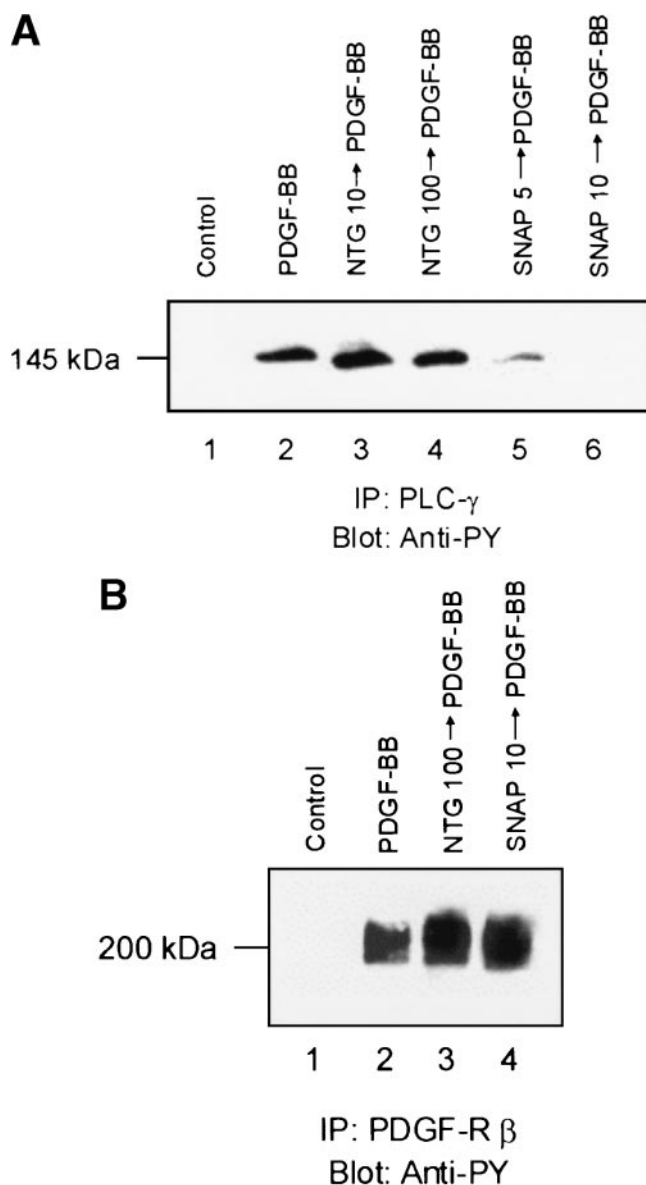 A
Control
PDGF-BB
NTG 10→PDGF-BB
NTG 100→PDGF-BB
SNAP 5→PDGF-BB
SNAP 10→PDGF-BB
145 kDa
1 2 3 4 5 6
IP: PLC-γ
Blot: Anti-PY
B
Control
PDGF-BB
NTG 100→PDGF-BB
SNAP 10→PDGF-BB
200 kDa
1 2 3 4
IP: PDGF-R β
Blot: Anti-PY